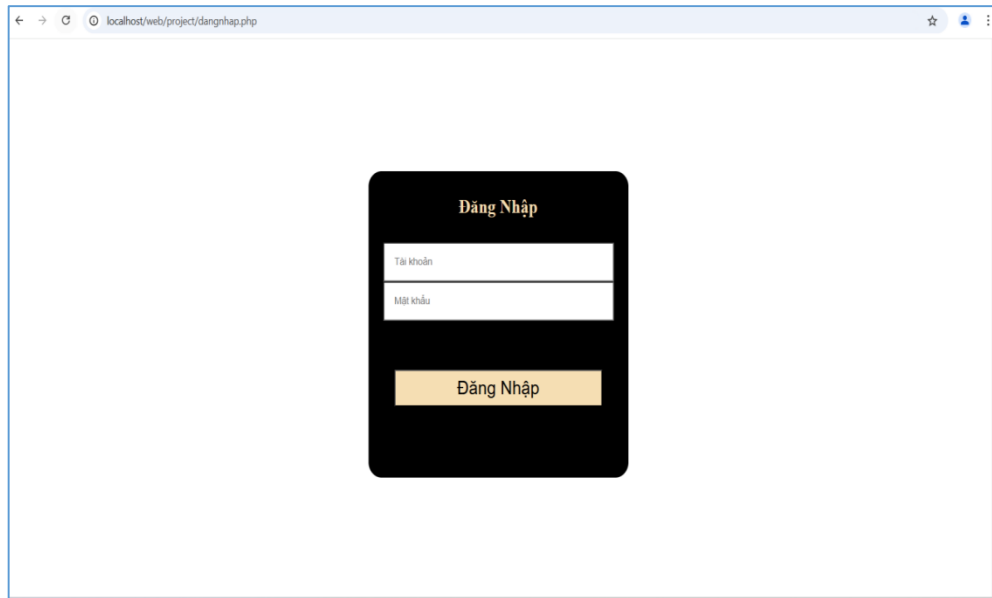 localhost/web/project/dangnhap.php
Đăng Nhập
Tài khoản
Mật khẩu
Đăng Nhập